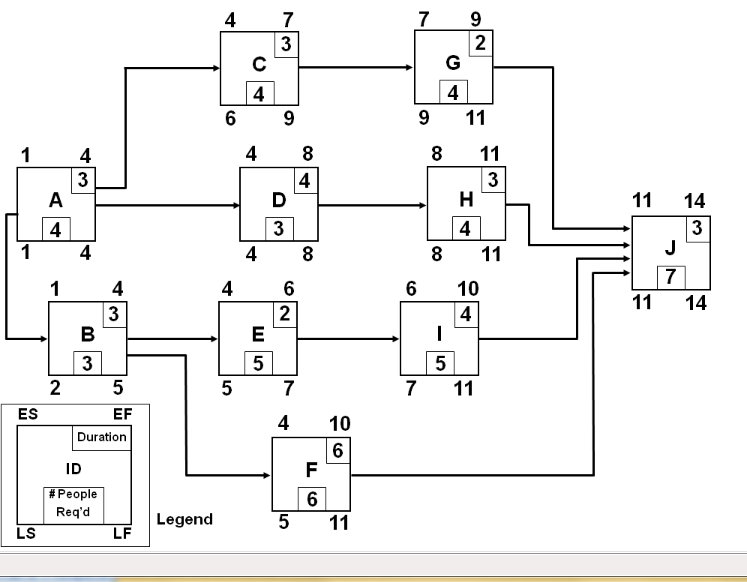 4 7
3
C
4
6 9
7 9
2
G
4
9 11
1 4
3
A
4
1 4
4 8
4
D
3
4 8
8 11
3
H
4
8 11
11 14
3
J
7
11 14
1 4
3
B
3
2 5
4 6
2
E
5
5 7
6 10
4
I
5
7 11
4 10
6
F
6
5 11
ES EF
Duration
ID
# People
Req'd
LS LF
Legend